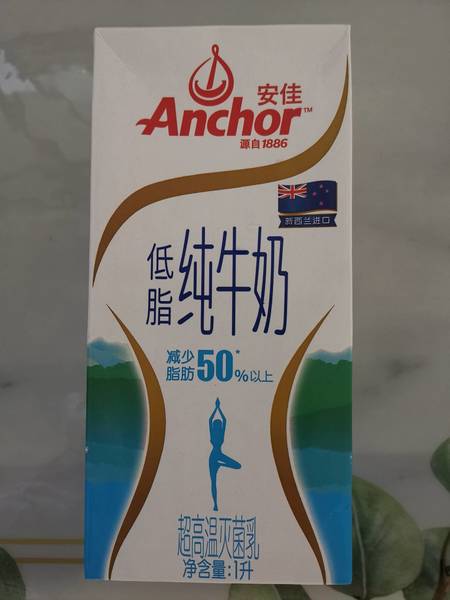 安佳
Anchor™
源自1886
新西兰进口
低脂 纯牛奶
减少
脂肪 50%*以上
超高温灭菌乳
净含量:1升